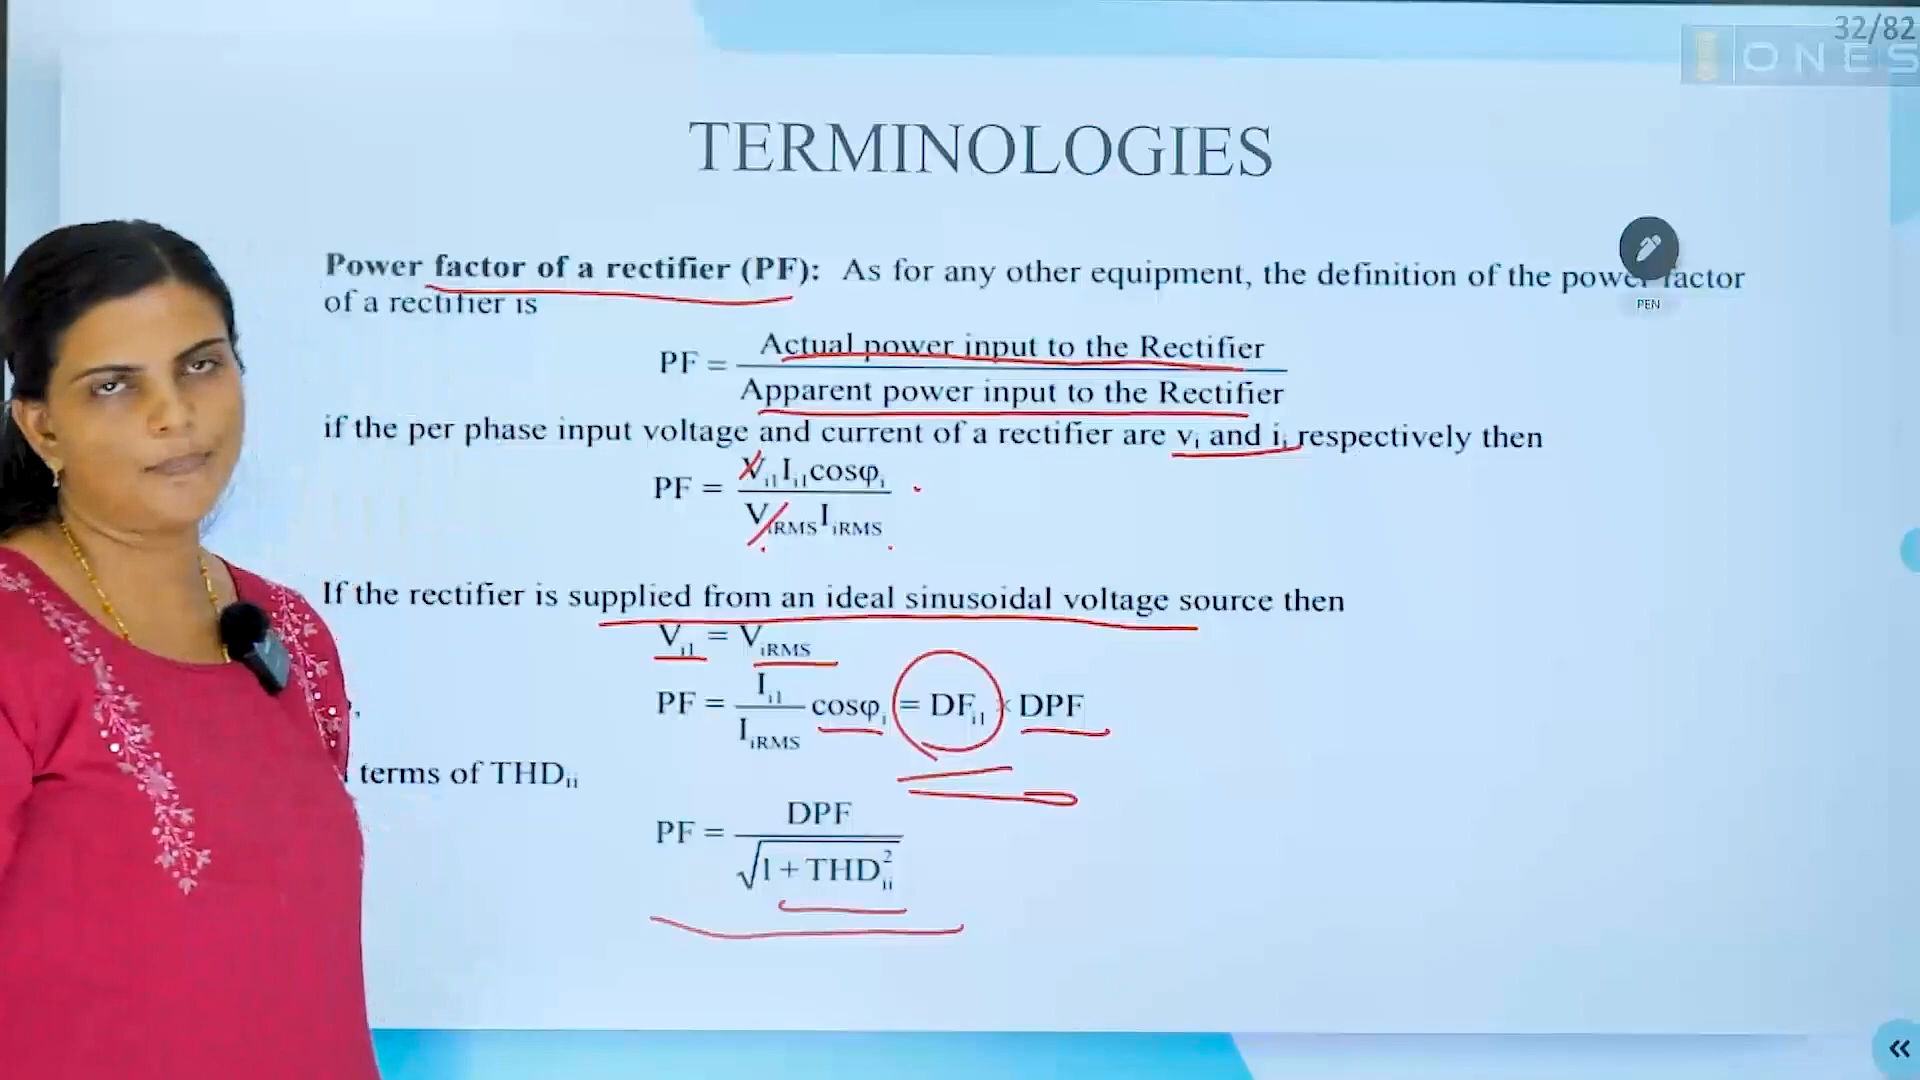 32/82
ONES
TERMINOLOGIES
Power factor of a rectifier (PF): As for any other equipment, the definition of the power factor
PEN
of a rectifier is
PF = Actual power input to the Rectifier / Apparent power input to the Rectifier
if the per phase input voltage and current of a rectifier are vᵢ and iᵢ respectively then
PF = Vᵢ₁Iᵢ₁cosφᵢ / VᵢRMSIᵢRMS
If the rectifier is supplied from an ideal sinusoidal voltage source then
Vᵢ₁ = VᵢRMS
PF = Iᵢ₁ / IᵢRMS cosφᵢ = DFᵢ₁ × DPF
terms of THDᵢᵢ
PF = DPF / √1 + THD²ᵢᵢ